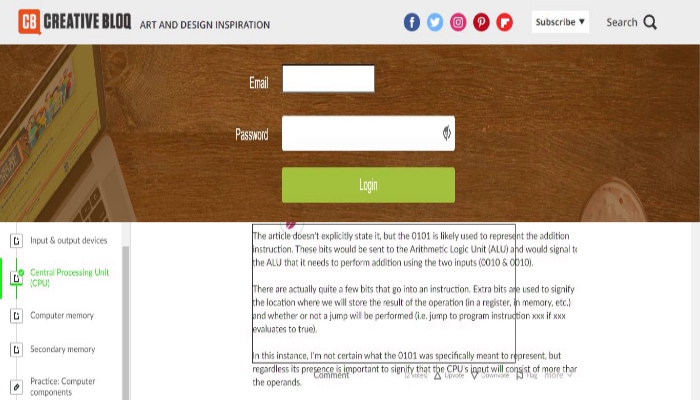 CB CREATIVE BLOQ ART AND DESIGN INSPIRATION
Subscribe ▼
Search
Email
Password
Login
Input & output devices
Central Processing Unit
(CPU)
Computer memory
Secondary memory
Practice: Computer
components
The article doesn't explicitly state it, but the 0101 is likely used to represent the addition
instruction. These bits would be sent to the Arithmetic Logic Unit (ALU) and would signal to
the ALU that it needs to perform addition using the two inputs (0010 & 0010).
There are actually quite a few bits that go into an instruction. Extra bits are used to signify
the location where we will store the result of the operation (in a register, in memory, etc.)
and whether or not a jump will be performed (i.e. jump to program instruction xxx if xxx
evaluates to true).
In this instance, I'm not certain what the 0101 was specifically meant to represent, but
regardless its presence is important to signify that the CPU's input will consist of more than
the operands.
Comment
Upvote
Downvote
Flag
more